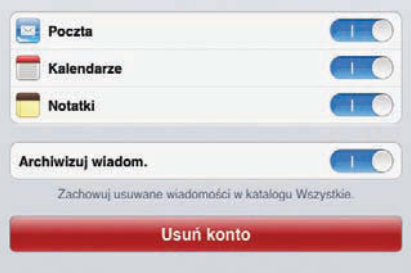 Poczta
Kalendarze
Notatki
Archiwizuj wiadom.
Zachowuj usuwane wiadomości w katalogu Wszystkie.
Usuń konto